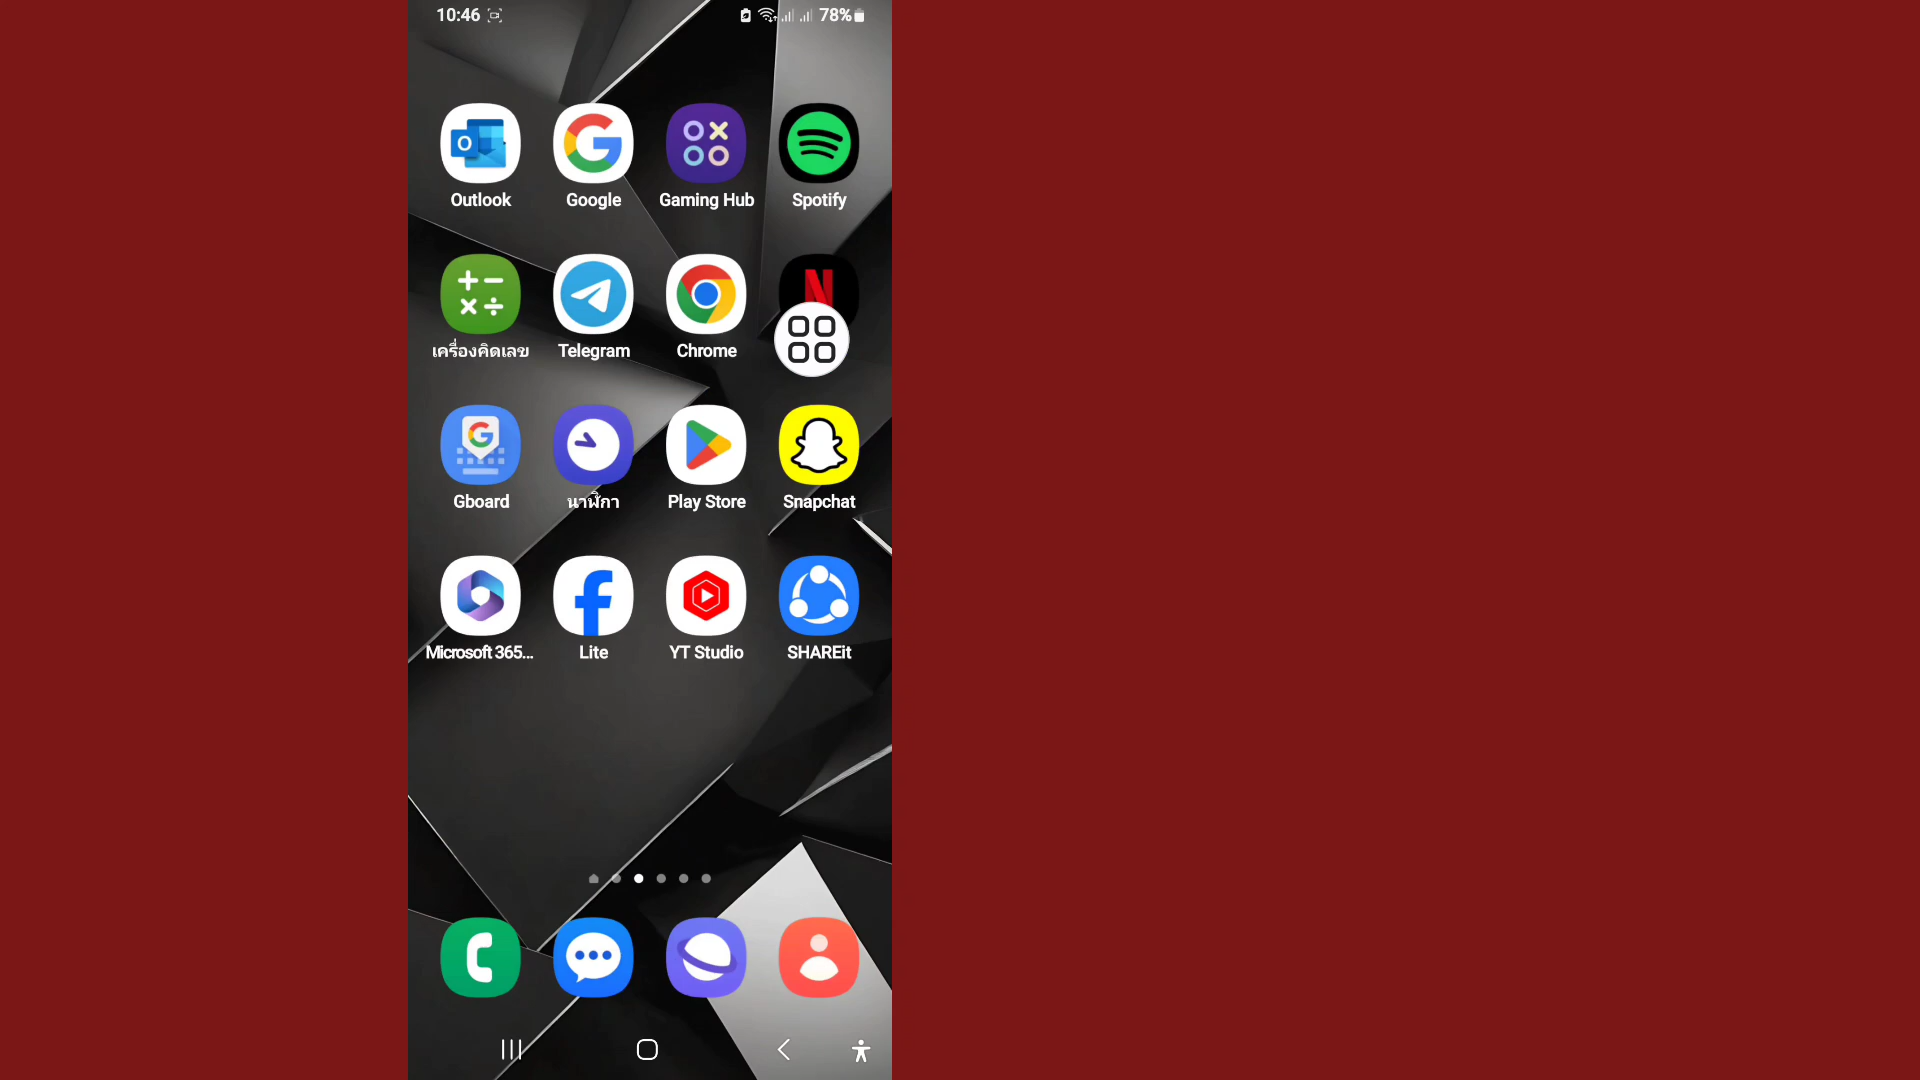 10:46 78%
Outlook Google Gaming Hub Spotify
เครื่องคิดเลข Telegram Chrome
Gboard นาฬิกา Play Store Snapchat
Microsoft 365... Lite YT Studio SHAREit